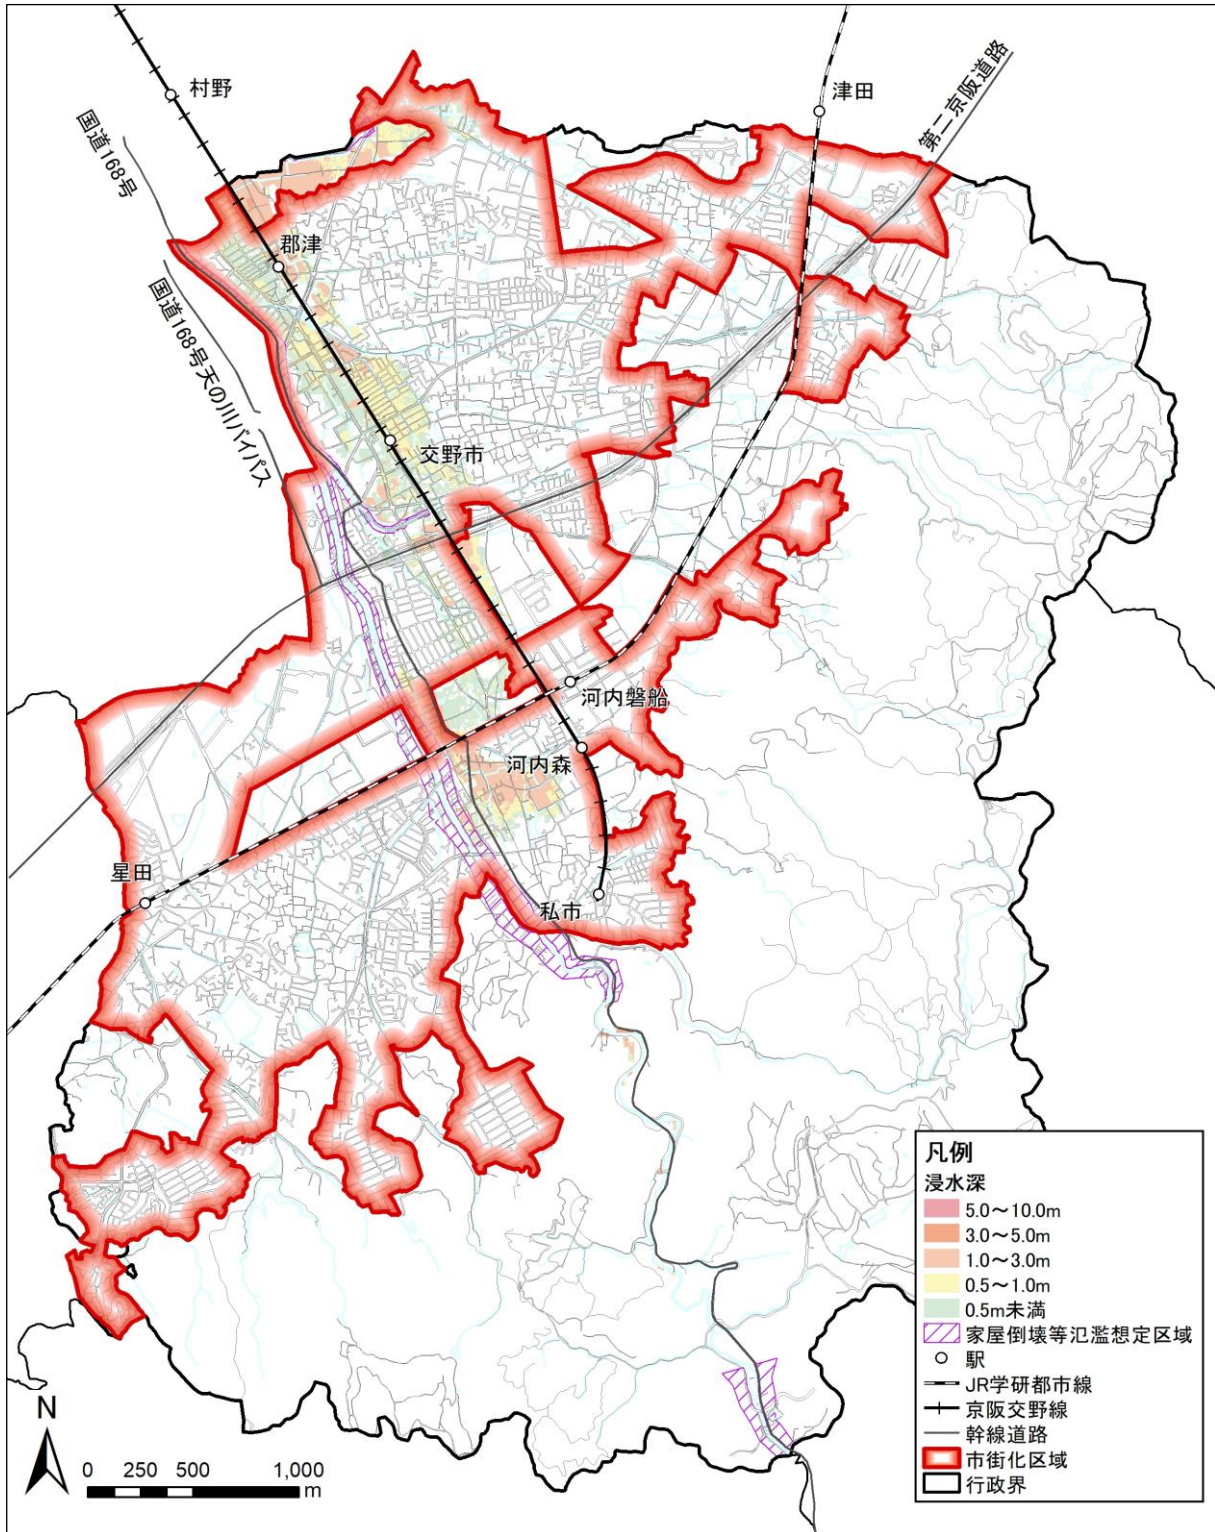 村野
津田
第二京阪道路
国道168号
郡津
国道168号天の川バイパス
交野市
河内磐船
河内森
星田
私市
凡例
浸水深
5.0～10.0m
3.0～5.0m
1.0～3.0m
0.5～1.0m
0.5m未満
家屋倒壊等氾濫想定区域
駅
JR学研都市線
京阪交野線
幹線道路
市街化区域
行政界
N
0 250 500 1,000
m